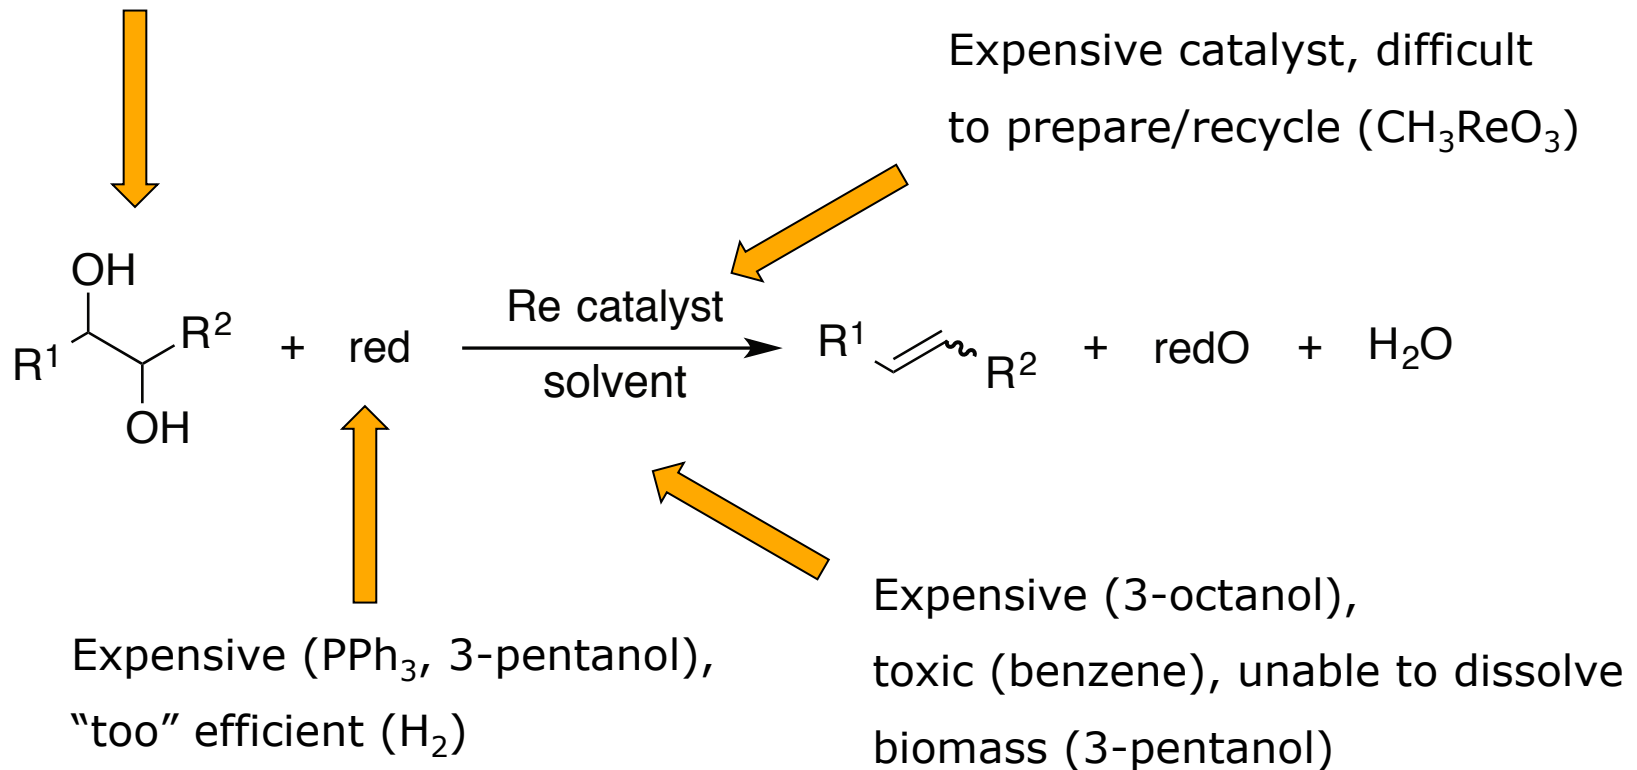 Expensive catalyst, difficult
to prepare/recycle (CH₃ReO₃)
OH
R¹
R²
OH
+
red
Re catalyst
solvent
R¹
R²
+
redO
+
H₂O
Expensive (PPh₃, 3-pentanol),
“too” efficient (H₂)
Expensive (3-octanol),
toxic (benzene), unable to dissolve
biomass (3-pentanol)